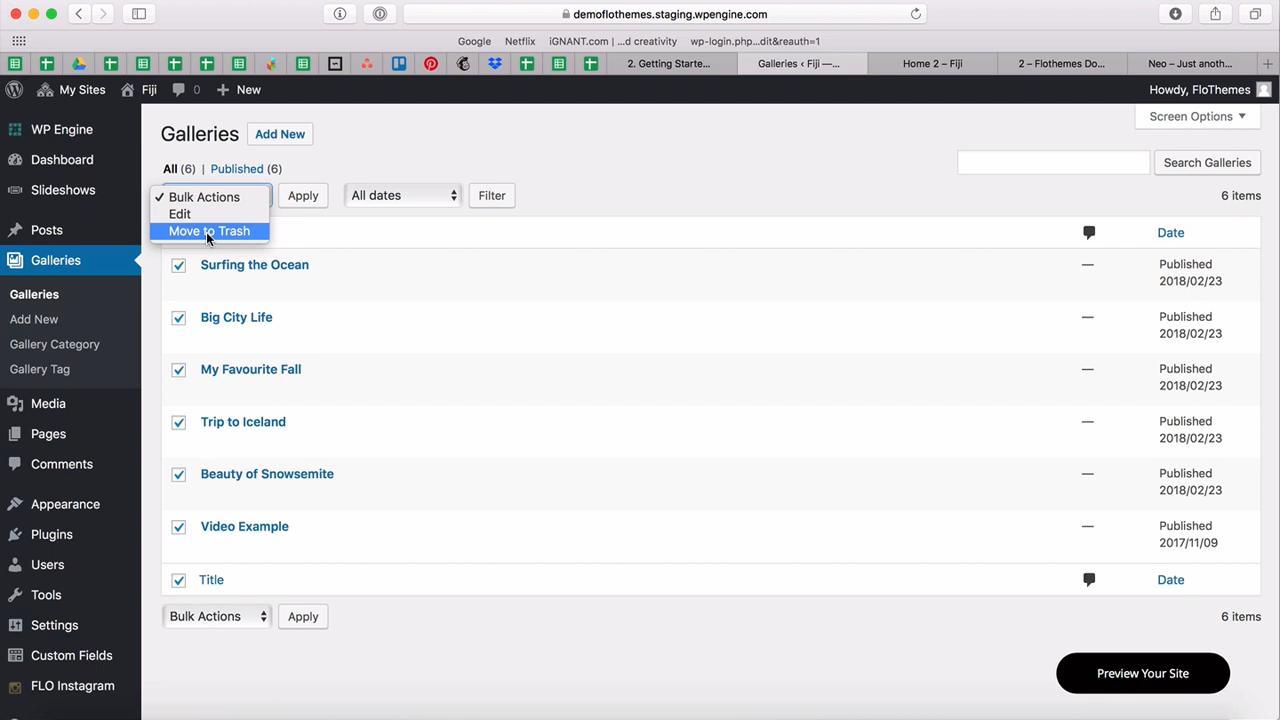 demoflothemes.staging.wpengine.com
Google Netflix iGNANT.com | ...d creativity wp-login.php...dit&reauth=1
2. Getting Starte... Galleries ‹ Fiji —... Home 2 – Fiji 2 – Flothemes Do... Neo – Just anoth...
My Sites Fiji 0 + New Howdy, FloThemes
WP Engine
Dashboard
Slideshows
Posts
Galleries
Galleries
Add New
Gallery Category
Gallery Tag
Media
Pages
Comments
Appearance
Plugins
Users
Tools
Settings
Custom Fields
FLO Instagram
Screen Options ▼
Galleries Add New
All (6) | Published (6)
Search Galleries
✓ Bulk Actions
Edit
Move to Trash
Apply All dates Filter 6 items
Date
Surfing the Ocean — Published
2018/02/23
Big City Life — Published
2018/02/23
My Favourite Fall — Published
2018/02/23
Trip to Iceland — Published
2018/02/23
Beauty of Snowsemite — Published
2018/02/23
Video Example — Published
2017/11/09
Title Date
Bulk Actions Apply 6 items
Preview Your Site